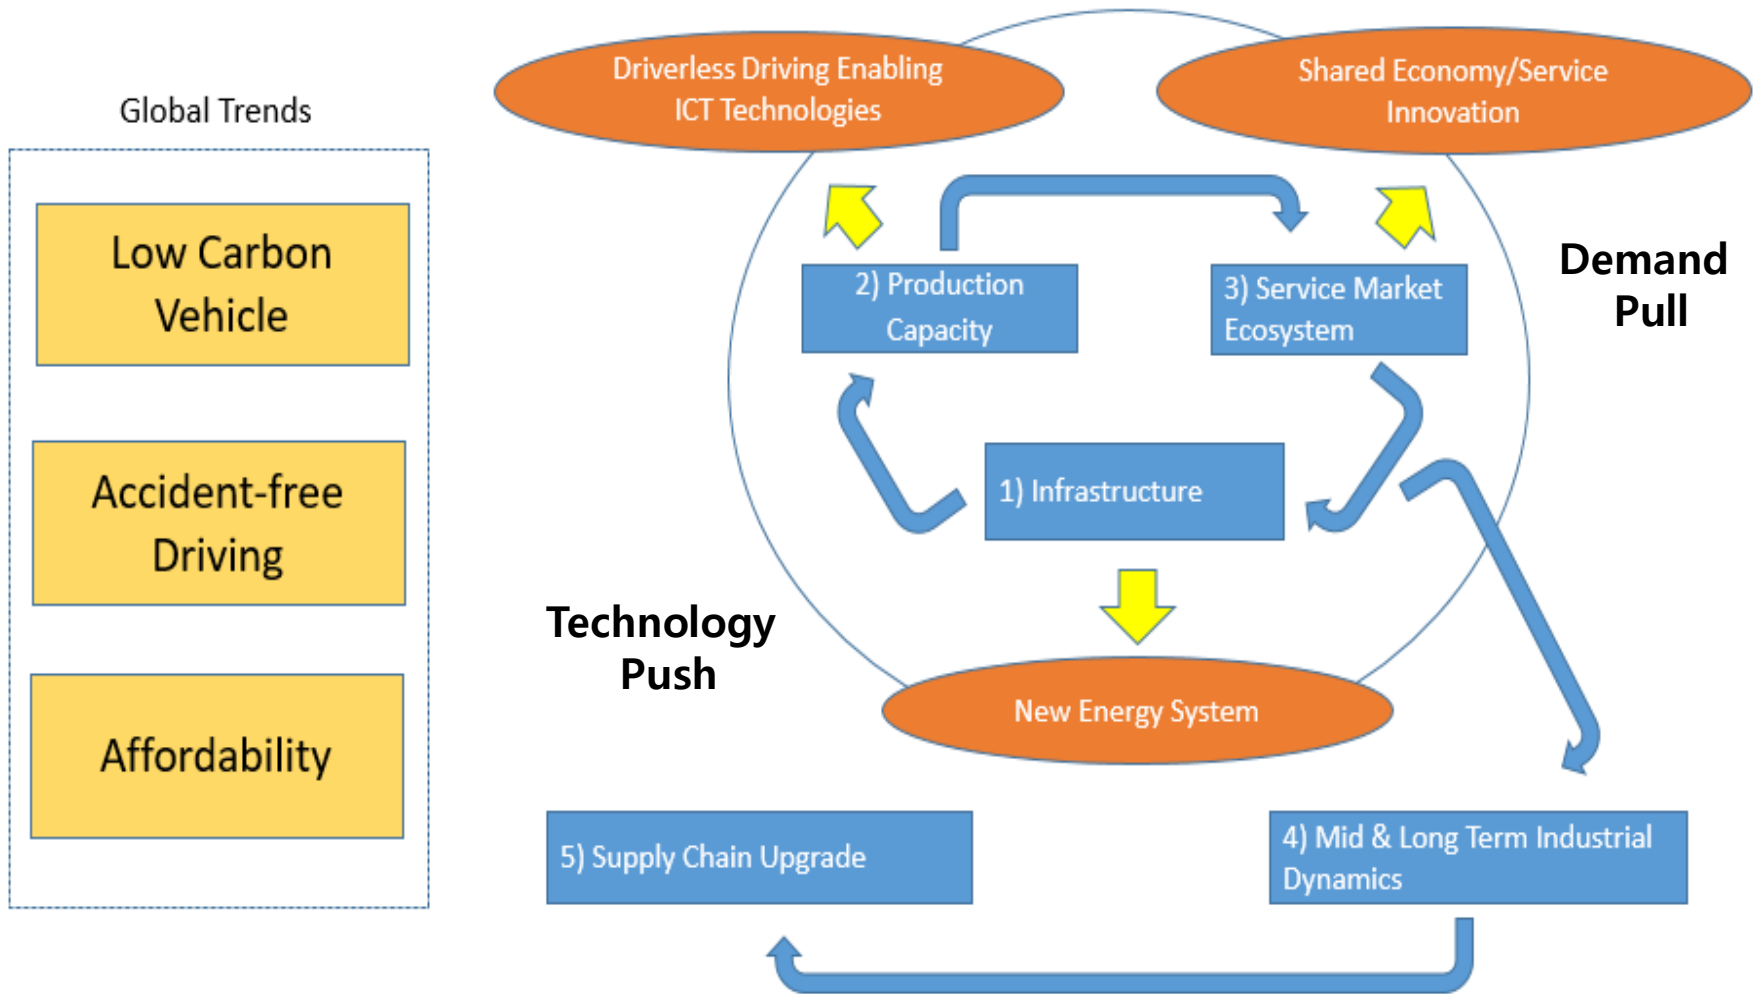 Global Trends
Low Carbon
Vehicle
Accident-free
Driving
Affordability
Driverless Driving Enabling
ICT Technologies
Shared Economy/Service
Innovation
2) Production
Capacity
3) Service Market
Ecosystem
Demand
Pull
1) Infrastructure
Technology
Push
New Energy System
5) Supply Chain Upgrade
4) Mid & Long Term Industrial
Dynamics